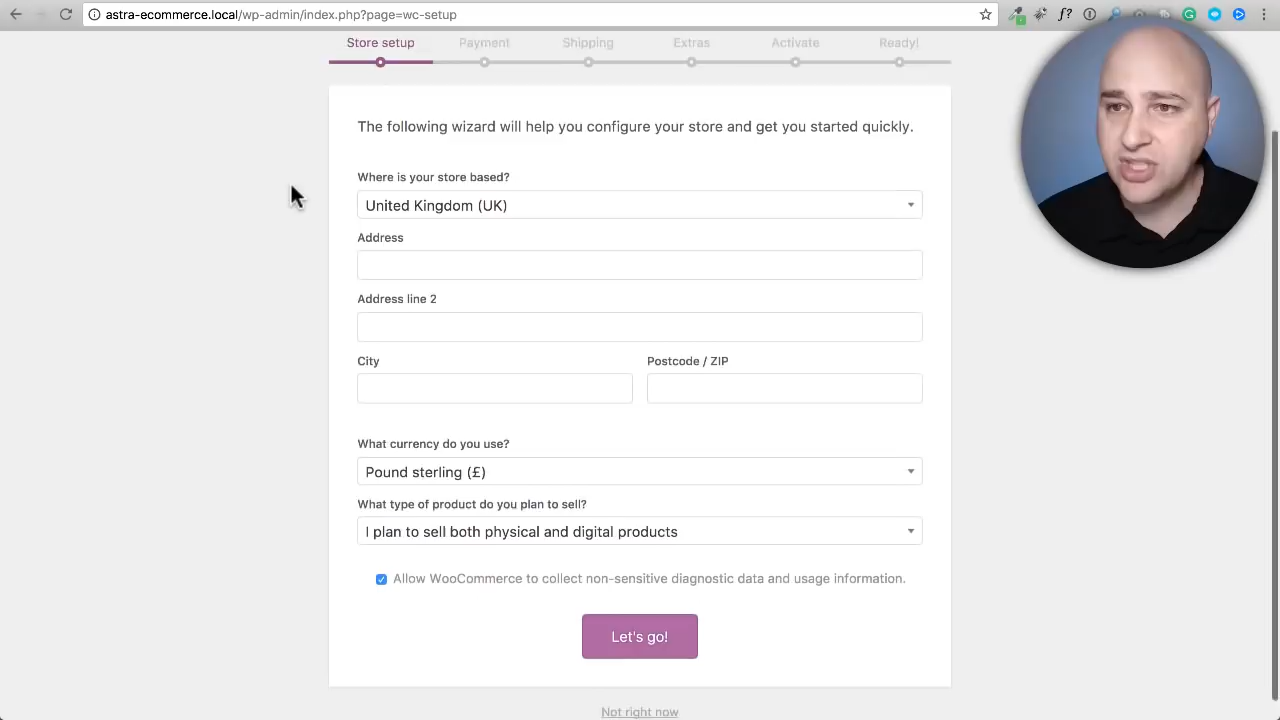 astra-ecommerce.local/wp-admin/index.php?page=wc-setup
Store setup
Payment
Shipping
Extras
Activate
Ready!
The following wizard will help you configure your store and get you started quickly.
Where is your store based?
United Kingdom (UK)
Address
Address line 2
City
Postcode / ZIP
What currency do you use?
Pound sterling (£)
What type of product do you plan to sell?
I plan to sell both physical and digital products
Allow WooCommerce to collect non-sensitive diagnostic data and usage information.
Let's go!
Not right now